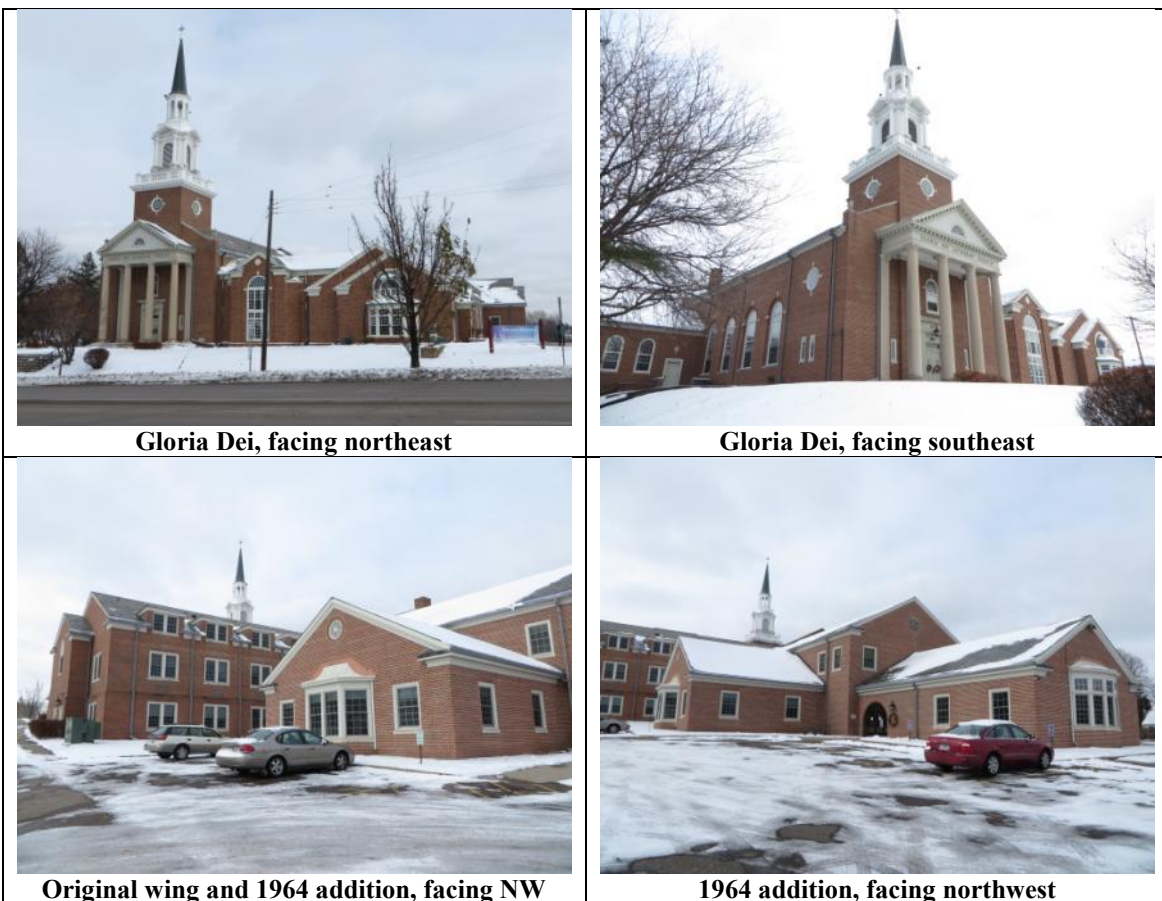 Gloria Dei, facing northeast
Gloria Dei, facing southeast
Original wing and 1964 addition, facing NW
1964 addition, facing northwest